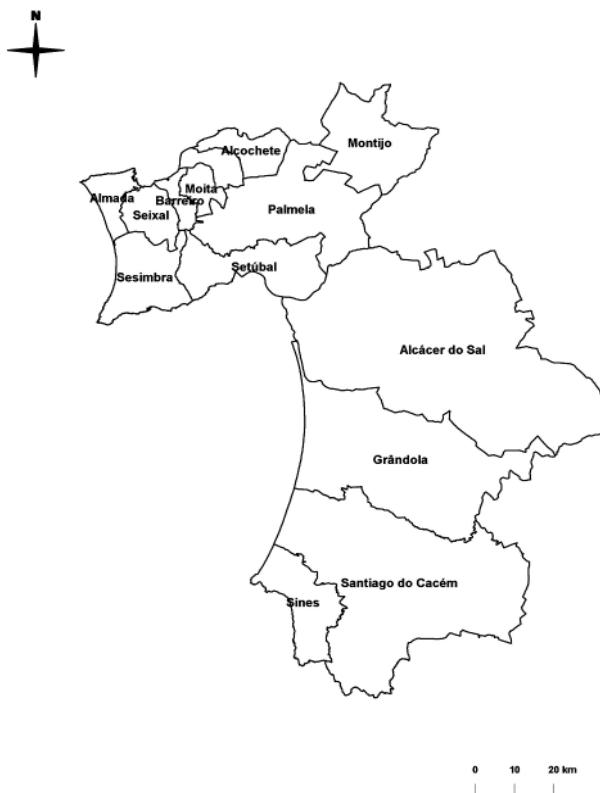 N
Montijo
Alcochete
Moita
Almada
Barreiro
Seixal
Palmela
Setúbal
Sesimbra
Alcácer do Sal
Grândola
Santiago do Cacém
Sines
0 10 20 km